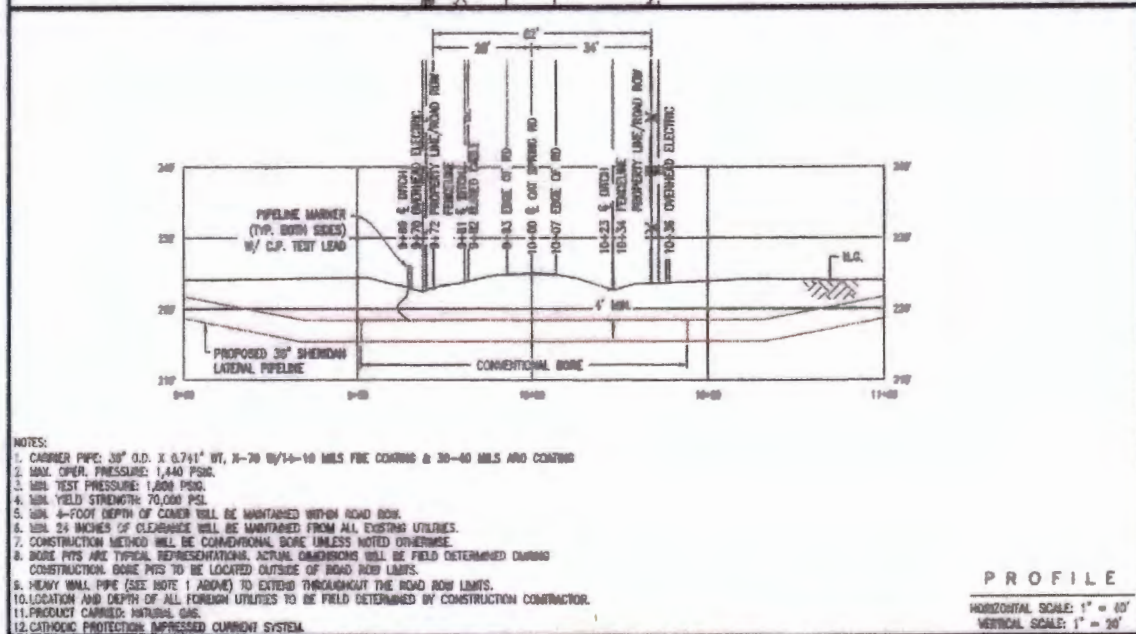 62'
28'
34'
9+70 OVERHEAD ELECTRIC
9+72 PROPERTY LINE/ROAD ROW
FENCELINE
9+81 ℄ DITCH
9+82 BURIED CABLE
9+93 EDGE OF RD
10+00 ℄ OAT SPRING RD
10+07 EDGE OF RD
10+23 ℄ DITCH
10+34 FENCELINE
PROPERTY LINE/ROAD ROW
10+36 OVERHEAD ELECTRIC
240'
240'
230'
230'
PIPELINE MARKER
(TYP. BOTH SIDES)
W/ C.P. TEST LEAD
N.G.
220'
4' MIN.
PROPOSED 36" SHERIDAN
LATERAL PIPELINE
CONVENTIONAL BORE
210'
210'
10+00
11+00
NOTES:
1. CARRIER PIPE: O.D. X 0.741" WT, X-70 W/14-16 MILS FBE COATING & 30-40 MILS ARO COATING
2. MAX. OPER. PRESSURE: 1,440 PSIG.
3. MIN. TEST PRESSURE: 1,800 PSIG.
4. MIN. YIELD STRENGTH: 70,000 PSI.
5. MIN. 4-FOOT DEPTH OF COVER WILL BE MAINTAINED WITHIN ROAD ROW.
6. MIN. 24 INCHES OF CLEARANCE WILL BE MAINTAINED FROM ALL EXISTING UTILITIES.
7. CONSTRUCTION METHOD WILL BE CONVENTIONAL BORE UNLESS NOTED OTHERWISE.
8. BORE PITS ARE TYPICAL REPRESENTATIONS. ACTUAL DIMENSIONS WILL BE FIELD DETERMINED DURING
CONSTRUCTION. BORE PITS TO BE LOCATED OUTSIDE OF ROAD ROW LIMITS.
9. HEAVY WALL PIPE (SEE NOTE 1 ABOVE) TO EXTEND THROUGHOUT THE ROAD ROW LIMITS.
10. LOCATION AND DEPTH OF ALL FOREIGN UTILITIES TO BE FIELD DETERMINED BY CONSTRUCTION CONTRACTOR.
11. PRODUCT CARRIED: NATURAL GAS.
12. CATHODIC PROTECTION: IMPRESSED CURRENT SYSTEM.
PROFILE
HORIZONTAL SCALE: 1" = 40'
VERTICAL SCALE: 1" = 20'